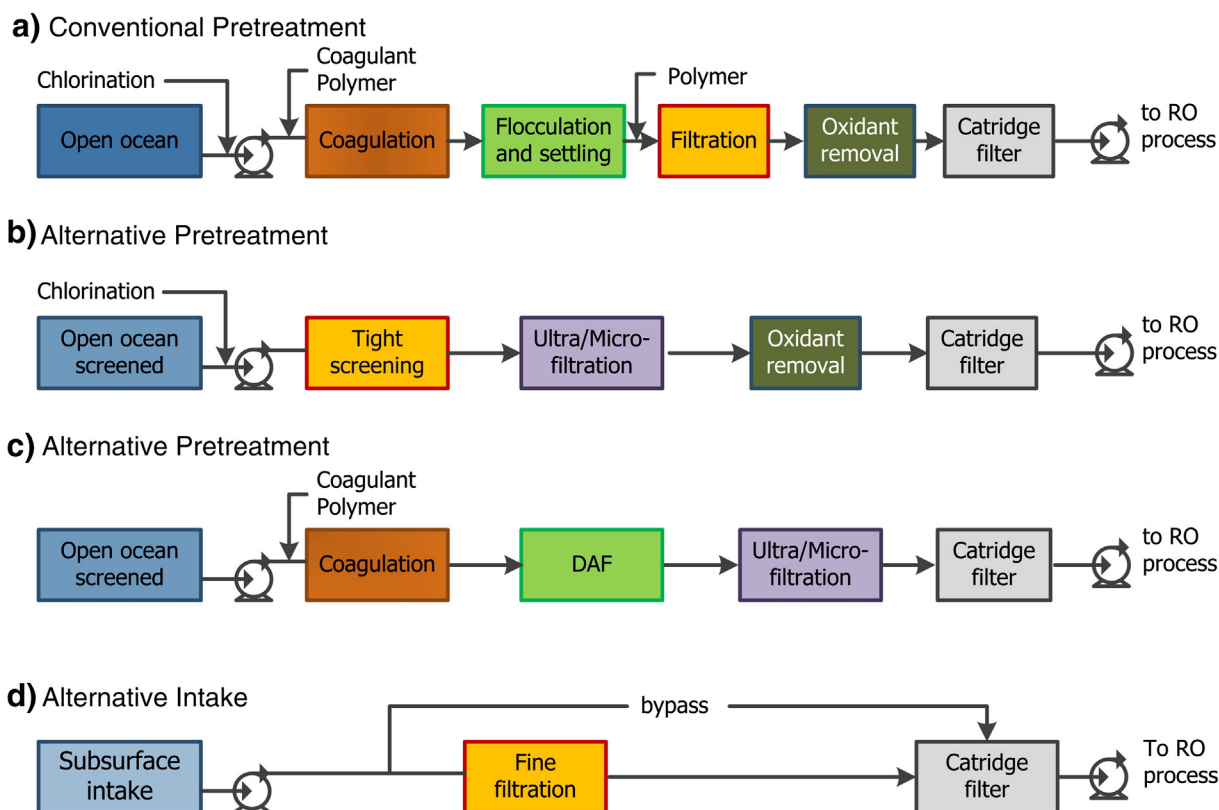 a) Conventional Pretreatment
Chlorination
Coagulant
Polymer
Polymer
Open ocean
Coagulation
Flocculation
and settling
Filtration
Oxidant
removal
Catridge
filter
to RO
process
b) Alternative Pretreatment
Chlorination
Open ocean
screened
Tight
screening
Ultra/Micro-
filtration
Oxidant
removal
Catridge
filter
to RO
process
c) Alternative Pretreatment
Coagulant
Polymer
Open ocean
screened
Coagulation
DAF
Ultra/Micro-
filtration
Catridge
filter
to RO
process
d) Alternative Intake
bypass
Subsurface
intake
Fine
filtration
Catridge
filter
To RO
process